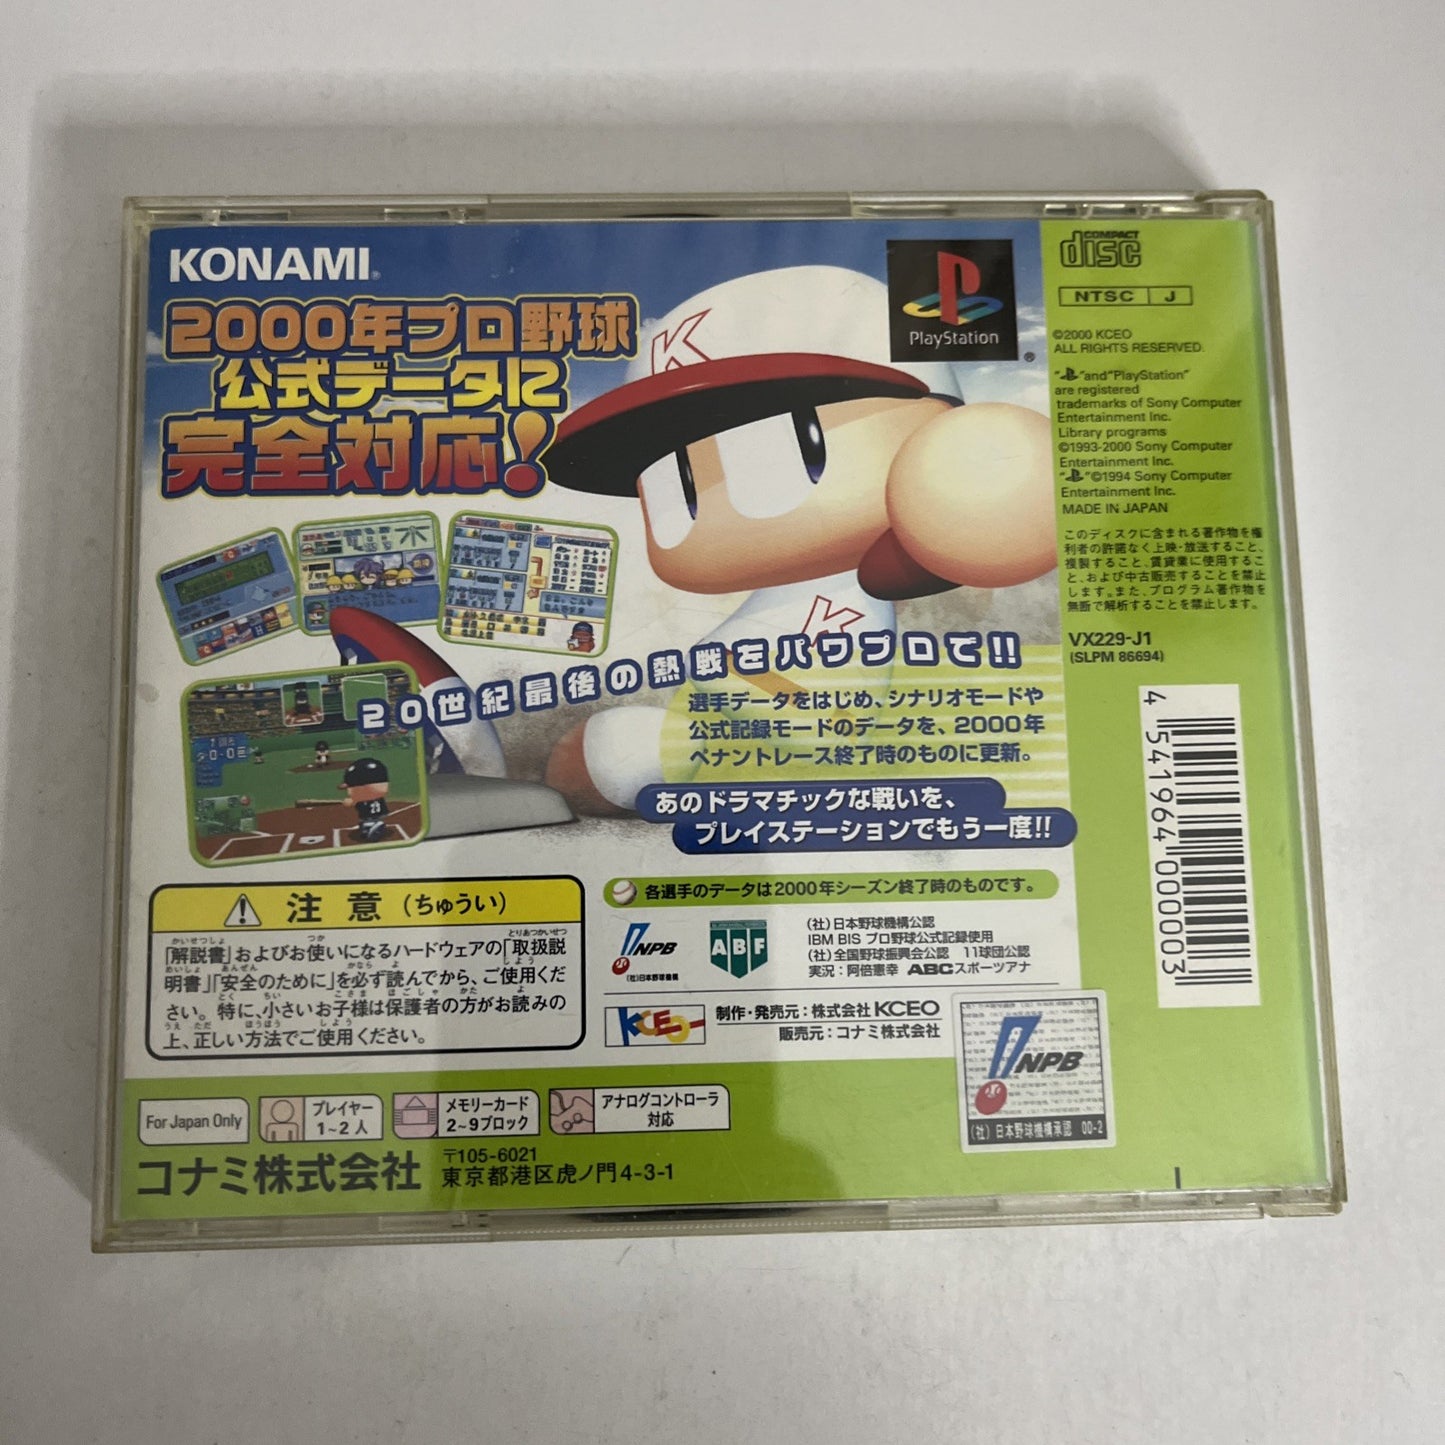 KONAMI®
2000年プロ野球
公式データに
完全対応!
PlayStation
®
COMPACT
disc
NTSC J
©2000 KCEO
ALL RIGHTS RESERVED.
" "and"PlayStation"
are registered
trademarks of Sony Computer
Entertainment Inc.
Library programs
©1993-2000 Sony Computer
Entertainment Inc.
" "©1994 Sony Computer
Entertainment Inc.
MADE IN JAPAN
このディスクに含まれる著作物を権
利者の許諾なく上映・放送すること、
複製すること、賃貸業に使用するこ
と、および中古販売することを禁止
します。また、プログラム著作物を
無断で解析することを禁止します。
VX229-J1
(SLPM 86694)
4 541964 000003
K
K
20世紀最後の熱戦をパワプロで!!
選手データをはじめ、シナリオモードや
公式記録モードのデータを、2000年
ペナントレース終了時のものに更新。
あのドラマチックな戦いを、
プレイステーションでもう一度!!
各選手のデータは2000年シーズン終了時のものです。
注意(ちゅうい)
「解説書」およびお使いになるハードウェアの「取扱説
明書」「安全のために」を必ず読んでから、ご使用くだ
さい。特に、小さいお子様は保護者の方がお読みの
上、正しい方法でご使用ください。
NPB
(社)日本野球機構
ABF
(社)日本野球機構公認
IBM BIS プロ野球公式記録使用
(社)全国野球振興会公認 11球団公認
実況:阿倍憲幸 ABCスポーツアナ
KCEO
制作・発売元:株式会社KCEO
販売元:コナミ株式会社
NPB
(社)日本野球機構承認 00-2
For Japan Only
プレイヤー
1~2人
メモリーカード
2~9ブロック
アナログコントローラ
対応
コナミ株式会社
〒105-6021
東京都港区虎ノ門4-3-1